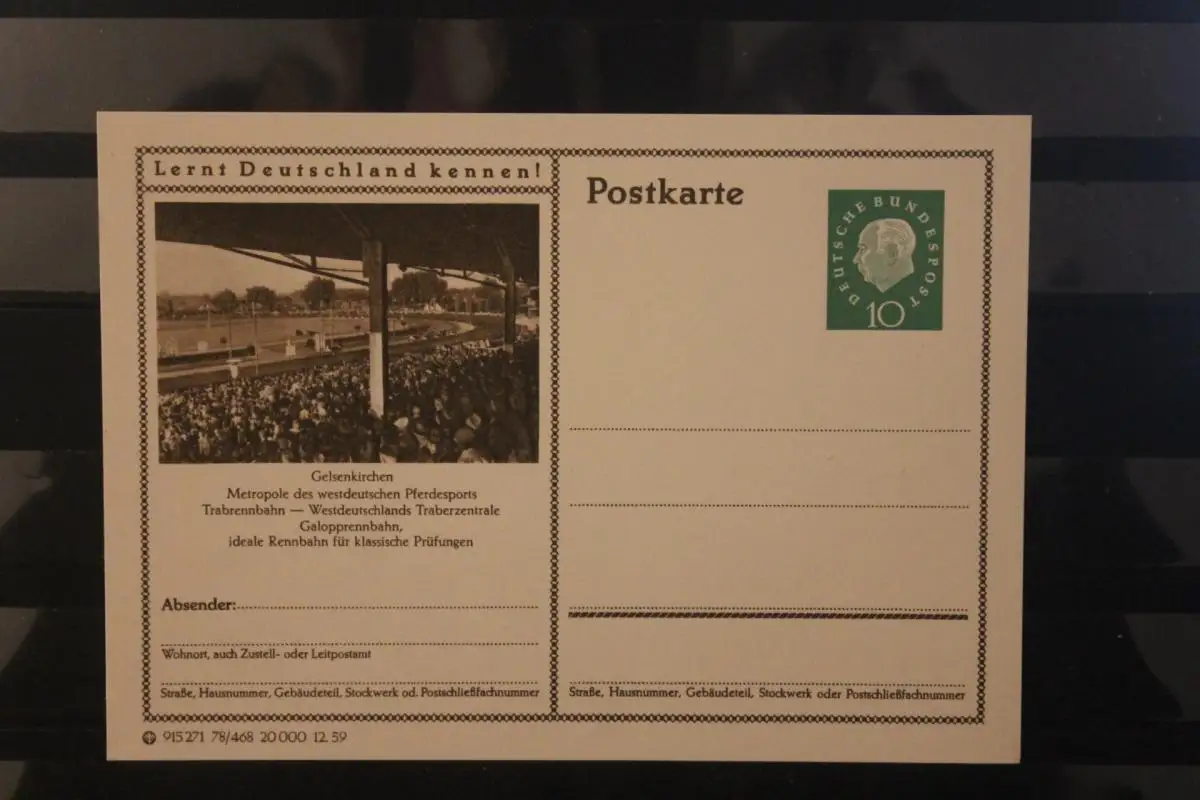 Lernt Deutschland kennen!
Gelsenkirchen
Metropole des westdeutschen Pferdesports
Trabrennbahn — Westdeutschlands Traberzentrale
Galopprennbahn,
ideale Rennbahn für klassische Prüfungen
Absender:
Wohnort, auch Zustell- oder Leitpostamt
Straße, Hausnummer, Gebäudeteil, Stockwerk od. Postschließfachnummer
915271 78/468 20000 12.59
Postkarte
DEUTSCHE BUNDESPOST
10
Straße, Hausnummer, Gebäudeteil, Stockwerk oder Postschließfachnummer